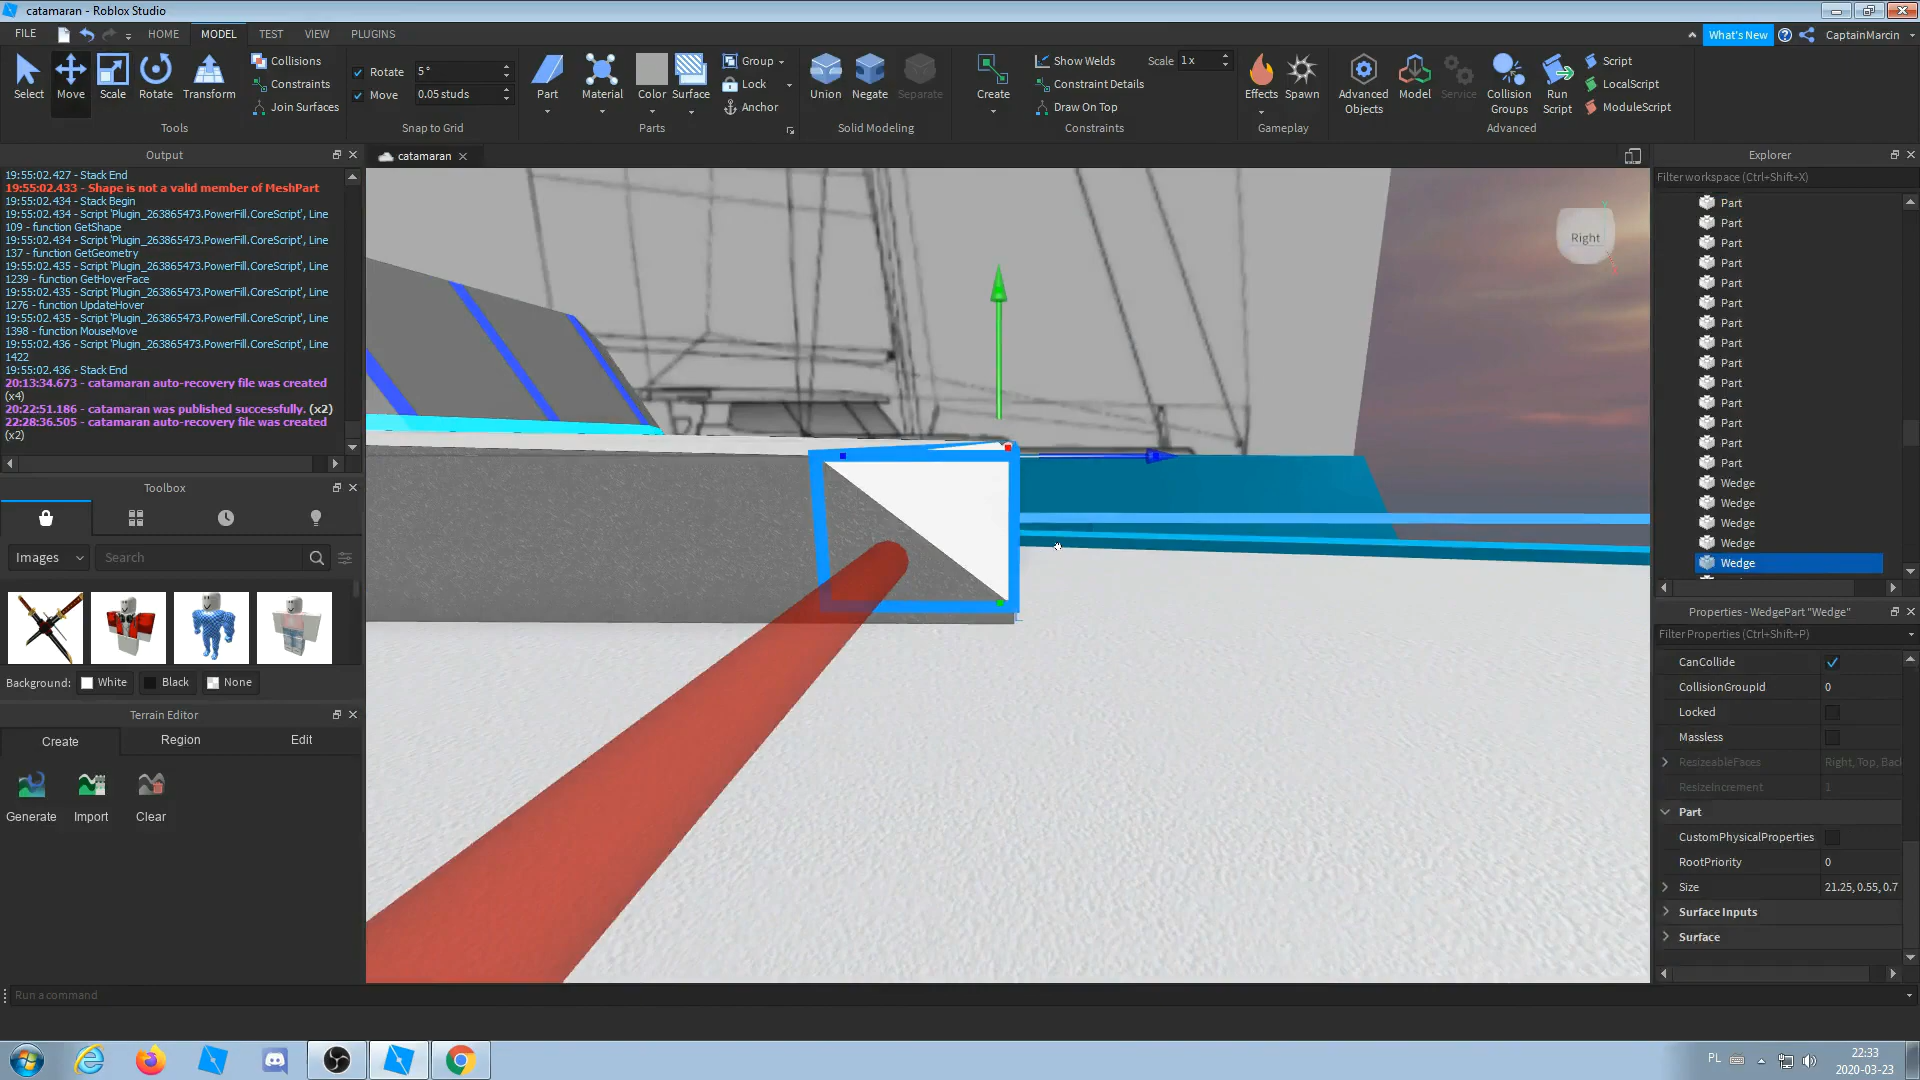 catamaran - Roblox Studio
FILE
HOME
MODEL
TEST
VIEW
PLUGINS
What's New
CaptainMarcin
Select
Move
Scale
Rotate
Transform
Collisions
Constraints
Join Surfaces
Tools
Rotate
5°
Move
0.05 studs
Snap to Grid
Part
Material
Color
Surface
Group
Lock
Anchor
Parts
Union
Negate
Separate
Solid Modeling
Create
Show Welds
Scale
1x
Constraint Details
Draw On Top
Constraints
Effects
Spawn
Gameplay
Advanced
Objects
Model
Service
Collision
Groups
Run
Script
Script
LocalScript
ModuleScript
Advanced
Output
19:55:02.427 - Stack End
19:55:02.433 - Shape is not a valid member of MeshPart
19:55:02.434 - Stack Begin
19:55:02.434 - Script 'Plugin_263865473.PowerFill.CoreScript', Line
109 - function GetShape
19:55:02.434 - Script 'Plugin_263865473.PowerFill.CoreScript', Line
137 - function GetGeometry
19:55:02.435 - Script 'Plugin_263865473.PowerFill.CoreScript', Line
1239 - function GetHoverFace
19:55:02.435 - Script 'Plugin_263865473.PowerFill.CoreScript', Line
1276 - function UpdateHover
19:55:02.435 - Script 'Plugin_263865473.PowerFill.CoreScript', Line
1398 - function MouseMove
19:55:02.436 - Script 'Plugin_263865473.PowerFill.CoreScript', Line
1422
19:55:02.436 - Stack End
20:13:34.673 - catamaran auto-recovery file was created
(x4)
20:22:51.186 - catamaran was published successfully. (x2)
22:28:36.505 - catamaran auto-recovery file was created
(x2)
Toolbox
Images
Search
Background:
White
Black
None
Terrain Editor
Create
Region
Edit
Generate
Import
Clear
catamaran
Right
Explorer
Filter workspace (Ctrl+Shift+X)
Part
Part
Part
Part
Part
Part
Part
Part
Part
Part
Part
Part
Part
Part
Wedge
Wedge
Wedge
Wedge
Wedge
Properties - WedgePart "Wedge"
Filter Properties (Ctrl+Shift+P)
CanCollide
CollisionGroupId
0
Locked
Massless
ResizeableFaces
Right, Top, Bac
ResizeIncrement
1
Part
CustomPhysicalProperties
RootPriority
0
Size
21.25, 0.55, 0.7
Surface Inputs
Surface
Run a command
PL
22:33
2020-03-23